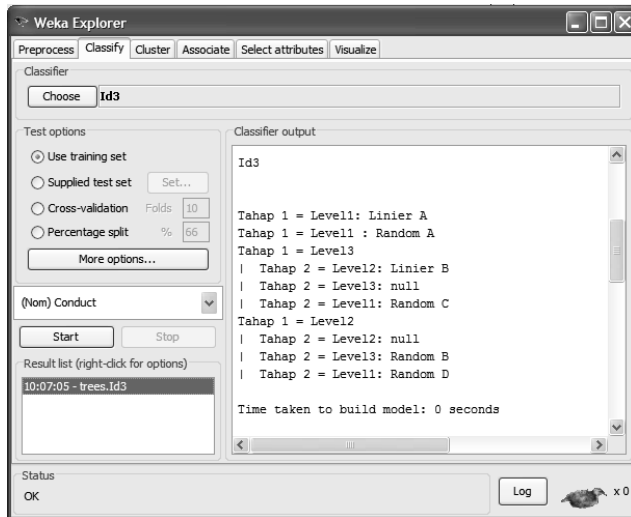 Weka Explorer
Preprocess Classify Cluster Associate Select attributes Visualize
Classifier
Choose Id3
Test options
Use training set
Supplied test set Set...
Cross-validation Folds 10
Percentage split % 66
More options...
(Nom) Conduct
Start Stop
Result list (right-click for options)
10:07:05 - trees.Id3
Classifier output
Id3
Tahap 1 = Level1: Linier A
Tahap 1 = Level1 : Random A
Tahap 1 = Level3
| Tahap 2 = Level2: Linier B
| Tahap 2 = Level3: null
| Tahap 2 = Level1: Random C
Tahap 1 = Level2
| Tahap 2 = Level2: null
| Tahap 2 = Level3: Random B
| Tahap 2 = Level1: Random D
Time taken to build model: 0 seconds
Status
OK
Log
x 0